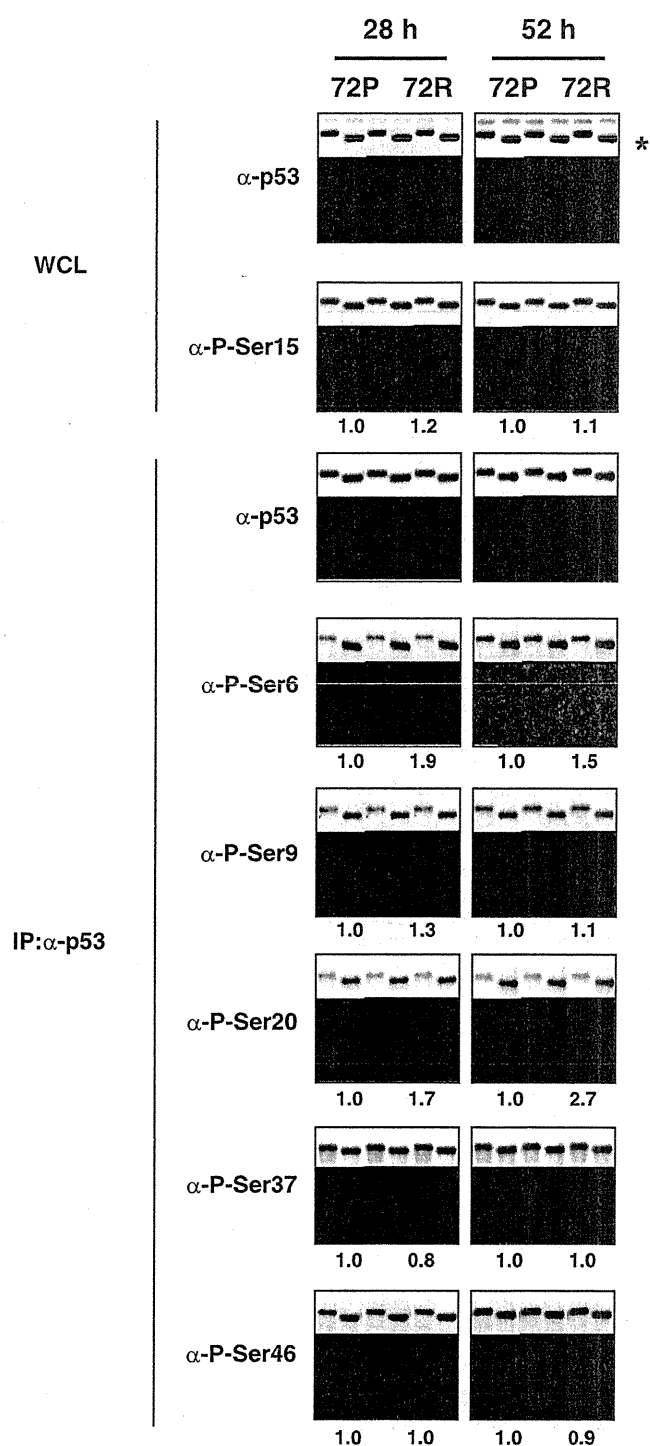 28 h 52 h
72P 72R 72P 72R
α-p53 *
WCL
α-P-Ser15
1.0 1.2 1.0 1.1
α-p53
α-P-Ser6
1.0 1.9 1.0 1.5
α-P-Ser9
1.0 1.3 1.0 1.1
IP:α-p53
α-P-Ser20
1.0 1.7 1.0 2.7
α-P-Ser37
1.0 0.8 1.0 1.0
α-P-Ser46
1.0 1.0 1.0 0.9